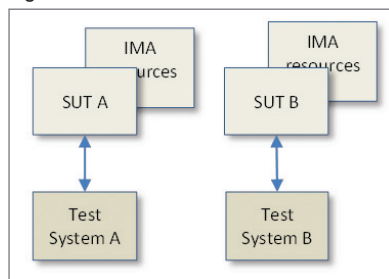 IMA
IMA
resources
SUT A
SUT B
Test
System A
Test
System B